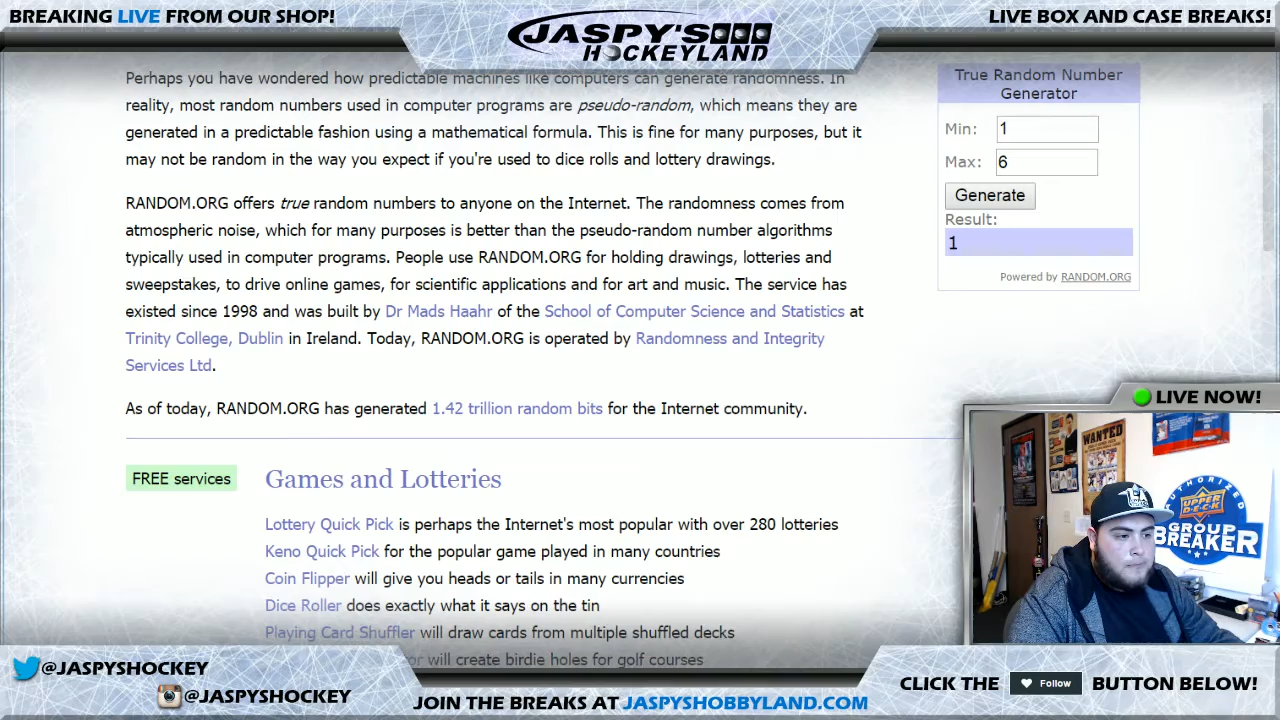 BREAKING LIVE FROM OUR SHOP!
JASPY'S
HOCKEYLAND
LIVE BOX AND CASE BREAKS!
Perhaps you have wondered how predictable machines like computers can generate randomness. In
reality, most random numbers used in computer programs are pseudo-random, which means they are
generated in a predictable fashion using a mathematical formula. This is fine for many purposes, but it
may not be random in the way you expect if you're used to dice rolls and lottery drawings.
RANDOM.ORG offers true random numbers to anyone on the Internet. The randomness comes from
atmospheric noise, which for many purposes is better than the pseudo-random number algorithms
typically used in computer programs. People use RANDOM.ORG for holding drawings, lotteries and
sweepstakes, to drive online games, for scientific applications and for art and music. The service has
existed since 1998 and was built by Dr Mads Haahr of the School of Computer Science and Statistics at
Trinity College, Dublin in Ireland. Today, RANDOM.ORG is operated by Randomness and Integrity
Services Ltd.
As of today, RANDOM.ORG has generated 1.42 trillion random bits for the Internet community.
True Random Number
Generator
Min: 1
Max: 6
Generate
Result:
1
Powered by RANDOM.ORG
FREE services
Games and Lotteries
Lottery Quick Pick is perhaps the Internet's most popular with over 280 lotteries
Keno Quick Pick for the popular game played in many countries
Coin Flipper will give you heads or tails in many currencies
Dice Roller does exactly what it says on the tin
Playing Card Shuffler will draw cards from multiple shuffled decks
will create birdie holes for golf courses
LIVE NOW!
WANTED
AUTHORIZED
UPPER
DECK
GROUP
BREAKER
@JASPYSHOCKEY
@JASPYSHOCKEY
JOIN THE BREAKS AT JASPYSHOBBYLAND.COM
CLICK THE Follow BUTTON BELOW!